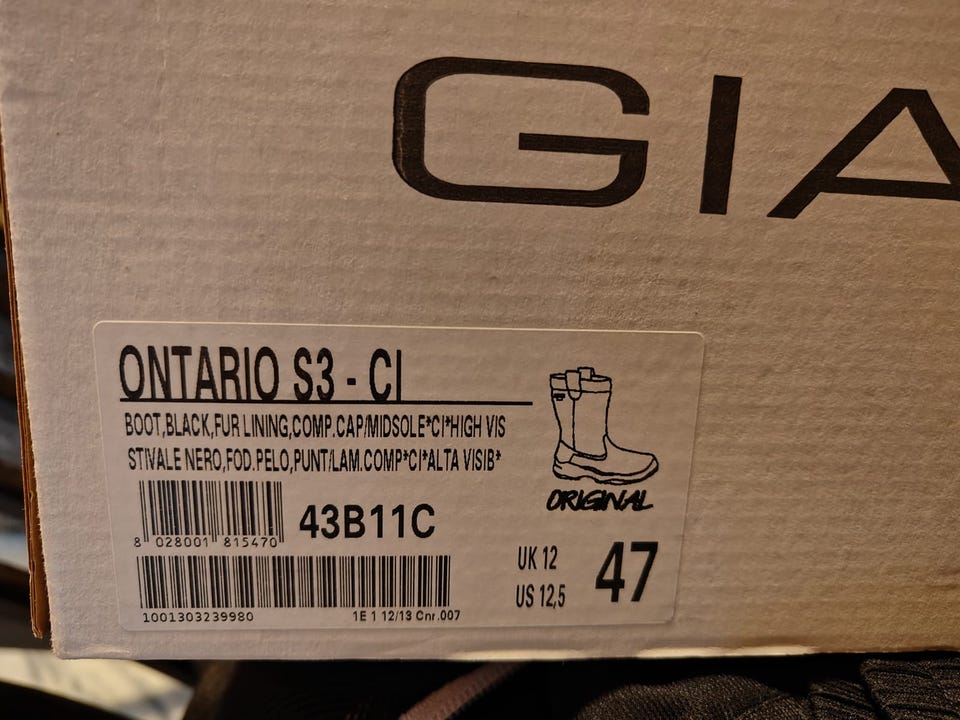 GIA
ONTARIO S3 - CI
BOOT,BLACK,FUR LINING,COMP.CAP/MIDSOLE*CI*HIGH VIS
STIVALE NERO,FOD.PELO,PUNT/LAM.COMP*CI*ALTA VISIB*
ORIGINAL
8 028001 815470
43B11C
UK 12
US 12,5
47
1001303239980
1E 1 12/13 Cnr.007